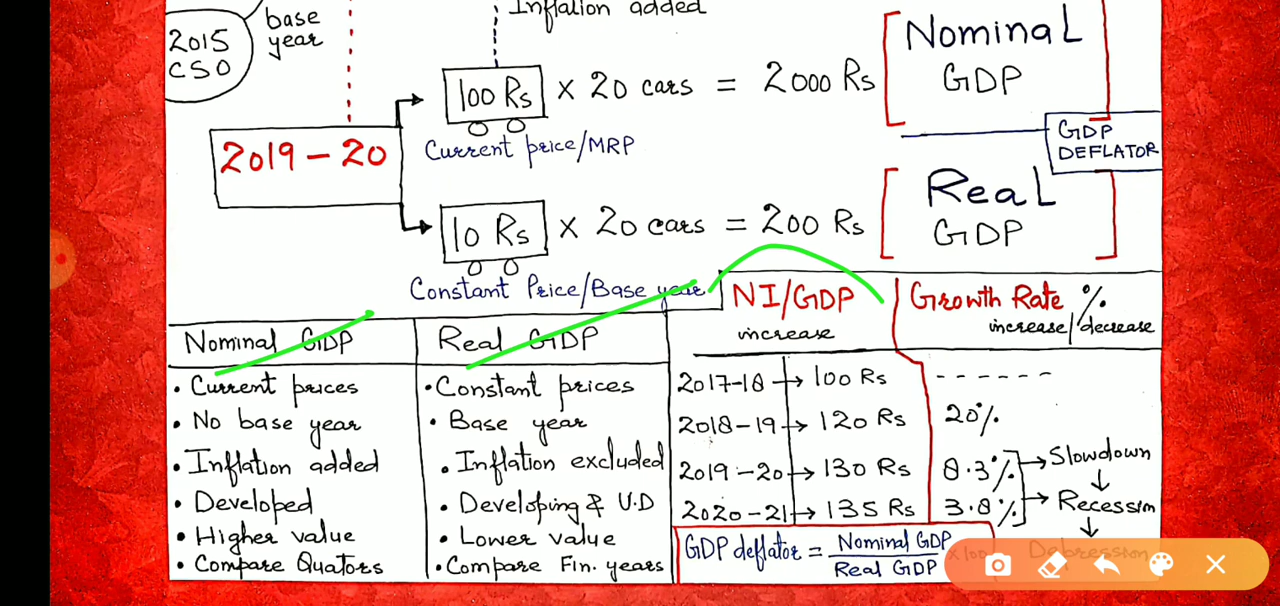 Inflation added
base
year
2015
CSO
100 Rs × 20 cars = 2000 Rs
Nominal
GDP
Current price/MRP
2019-20
GDP
DEFLATOR
10 Rs × 20 cars = 200 Rs
Real
GDP
Constant Price/Base year
NI/GDP
increase
Growth Rate %
increase/decrease
Nominal GDP
• Current prices
• No base year
• Inflation added
• Developed
• Higher value
• Compare Quators
Real GDP
• Constant prices
• Base year
• Inflation excluded
• Developing & U.D
• Lower value
• Compare Fin. years
2017-18 → 100 Rs - - - - - - -
2018-19 → 120 Rs 20%
2019-20 → 130 Rs 8.3% → Slowdown
2020-21 → 135 Rs 3.8% → Recession
GDP deflator = Nominal GDP
Real GDP
× 100
Depression